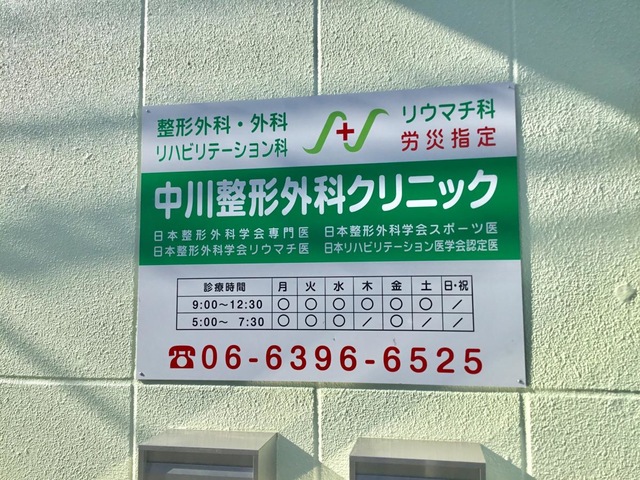 整形外科・外科
リハビリテーション科
リウマチ科
労災指定
中川整形外科クリニック
日本整形外科学会専門医 日本整形外科学会スポーツ医
日本整形外科学会リウマチ医 日本リハビリテーション医学会認定医
診療時間 月 火 水 木 金 土 日・祝
9:00〜12:30 ○ ○ ○ ○ ○ ○ /
5:00〜 7:30 ○ ○ ○ / ○ / /
☎06-6396-6525